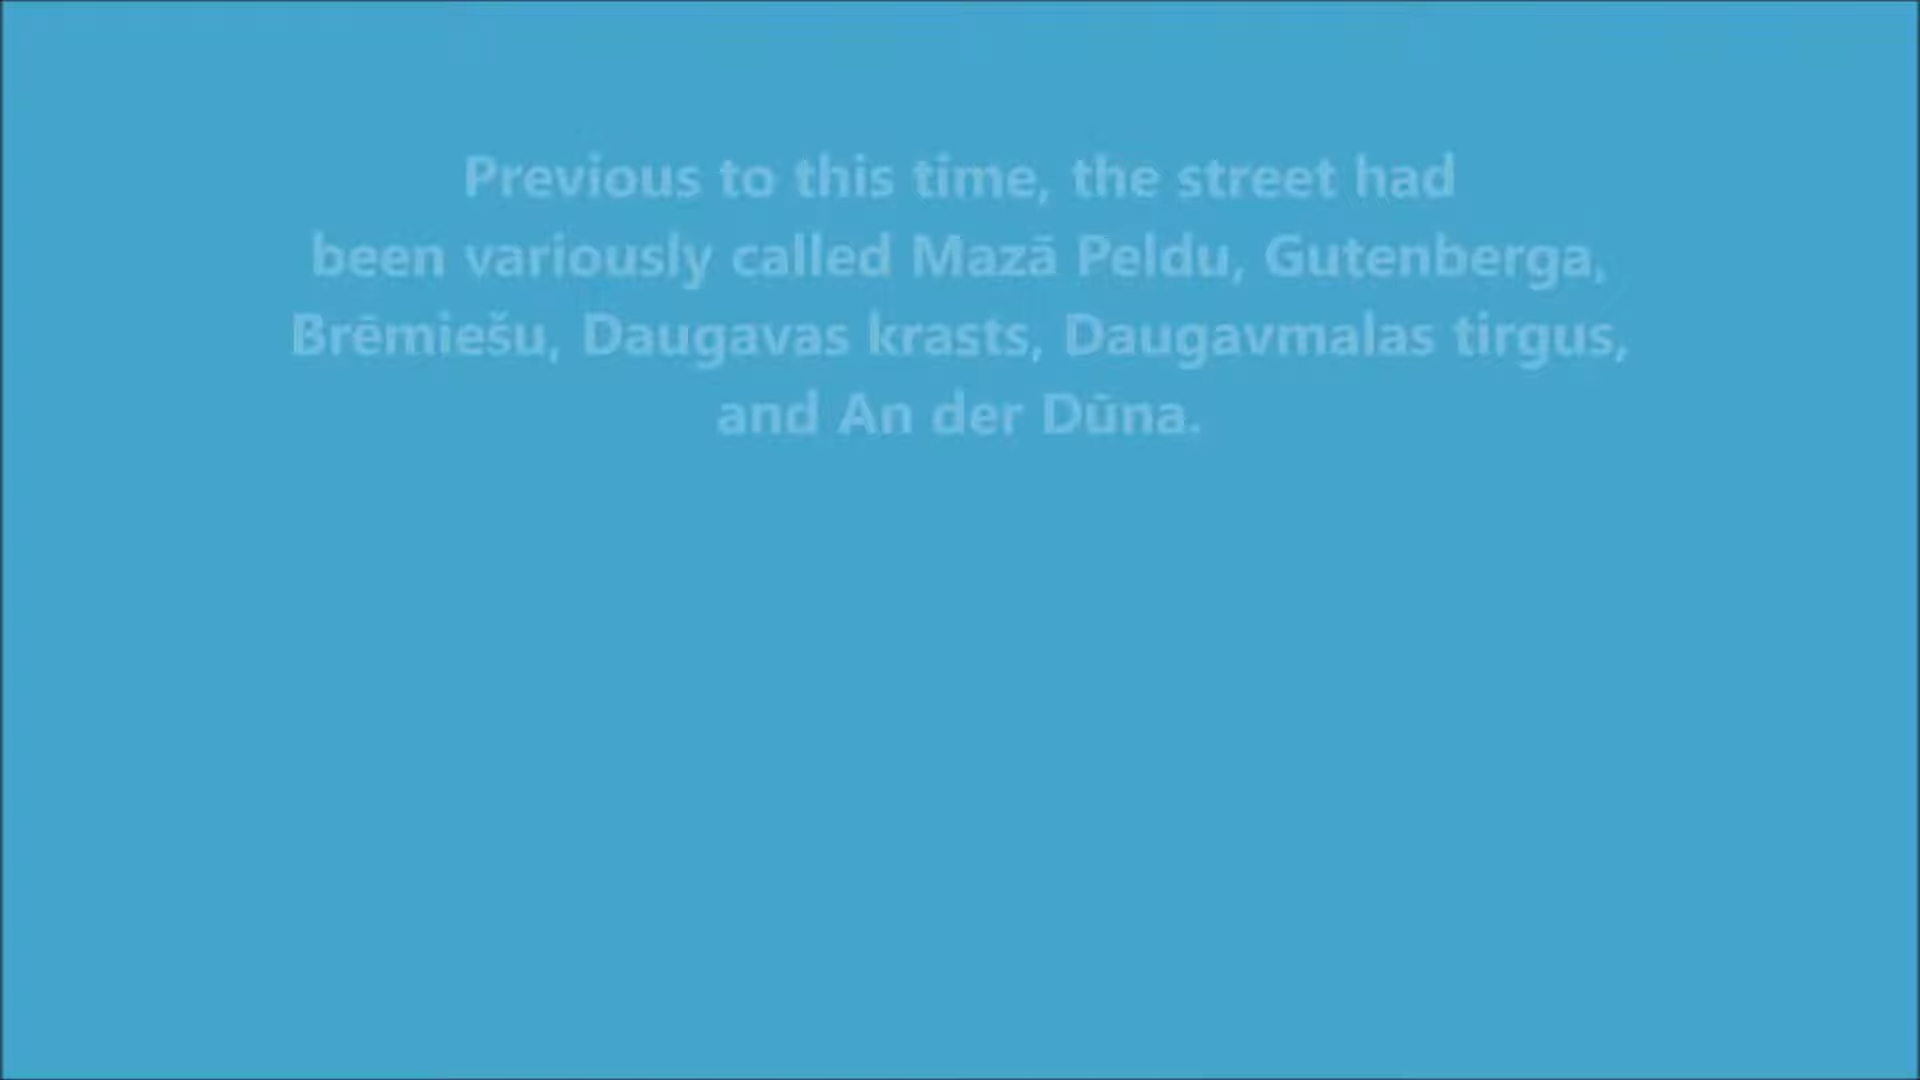 Previous to this time, the street had
been variously called Mazā Peldu, Gutenberga,
Brēmiešu, Daugavas krasts, Daugavmalas tirgus,
and An der Dūna.